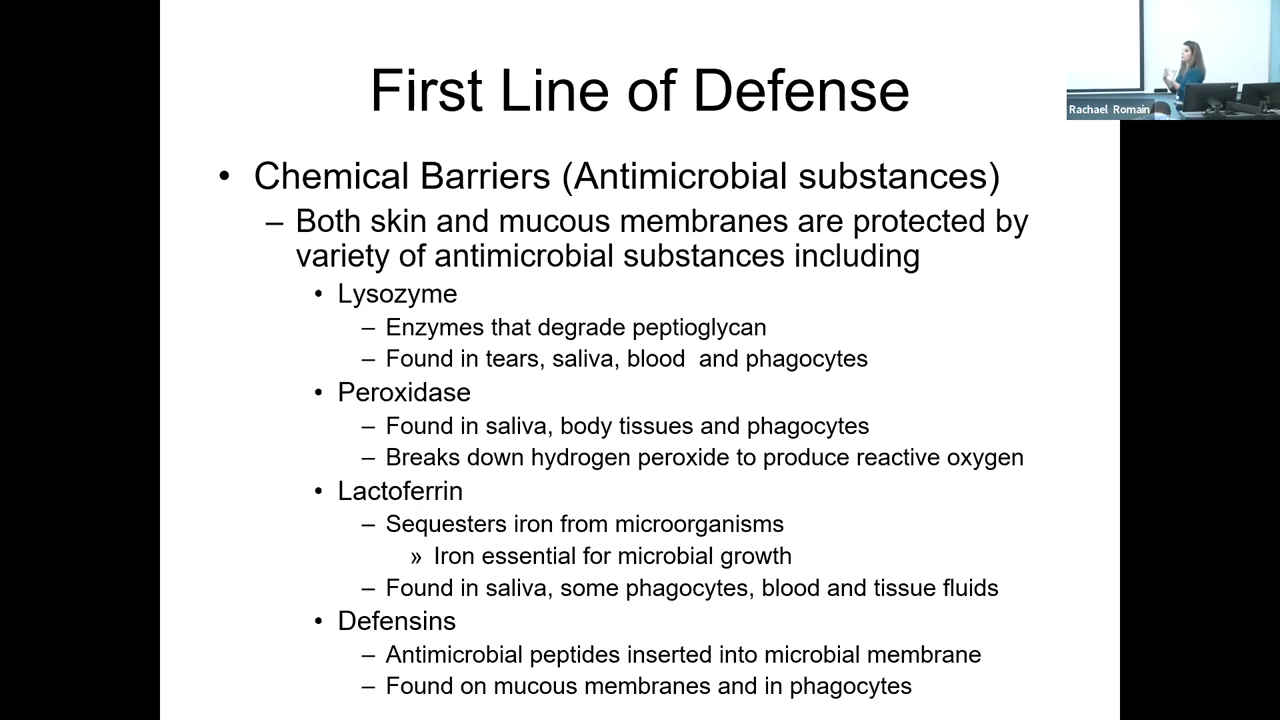 First Line of Defense
Rachael Romain
• Chemical Barriers (Antimicrobial substances)
– Both skin and mucous membranes are protected by
variety of antimicrobial substances including
• Lysozyme
– Enzymes that degrade peptioglycan
– Found in tears, saliva, blood  and phagocytes
• Peroxidase
– Found in saliva, body tissues and phagocytes
– Breaks down hydrogen peroxide to produce reactive oxygen
• Lactoferrin
– Sequesters iron from microorganisms
» Iron essential for microbial growth
– Found in saliva, some phagocytes, blood and tissue fluids
• Defensins
– Antimicrobial peptides inserted into microbial membrane
– Found on mucous membranes and in phagocytes